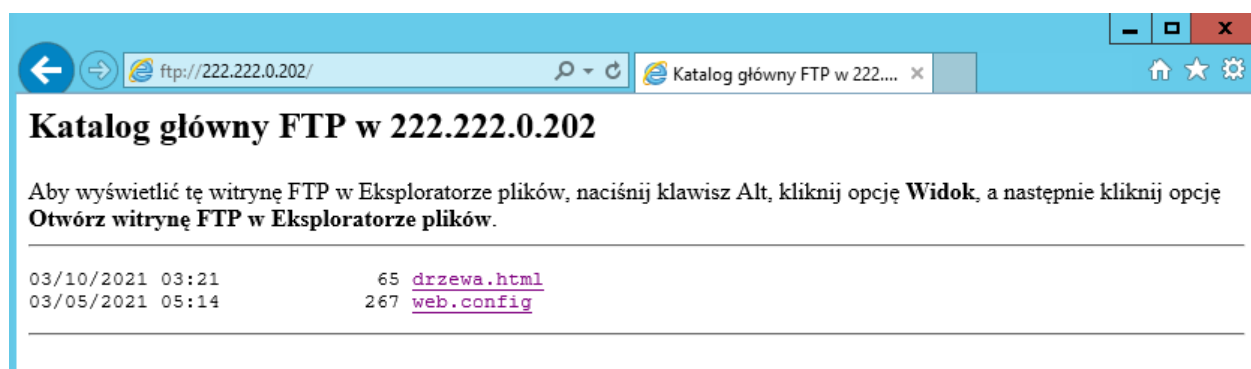 ftp://222.222.0.202/
Katalog główny FTP w 222....
Katalog główny FTP w 222.222.0.202
Aby wyświetlić tę witrynę FTP w Eksploratorze plików, naciśnij klawisz Alt, kliknij opcję Widok, a następnie kliknij opcję
Otwórz witrynę FTP w Eksploratorze plików.
03/10/2021 03:21 65 drzewa.html
03/05/2021 05:14 267 web.config